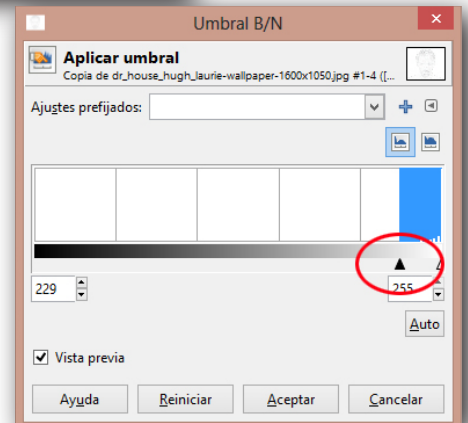 Umbral B/N
Aplicar umbral
Copia de dr_house_hugh_laurie-wallpaper-1600x1050.jpg #1-4 ([...
Ajustes prefijados:
229 255
Auto
Vista previa
Ayuda Reiniciar Aceptar Cancelar